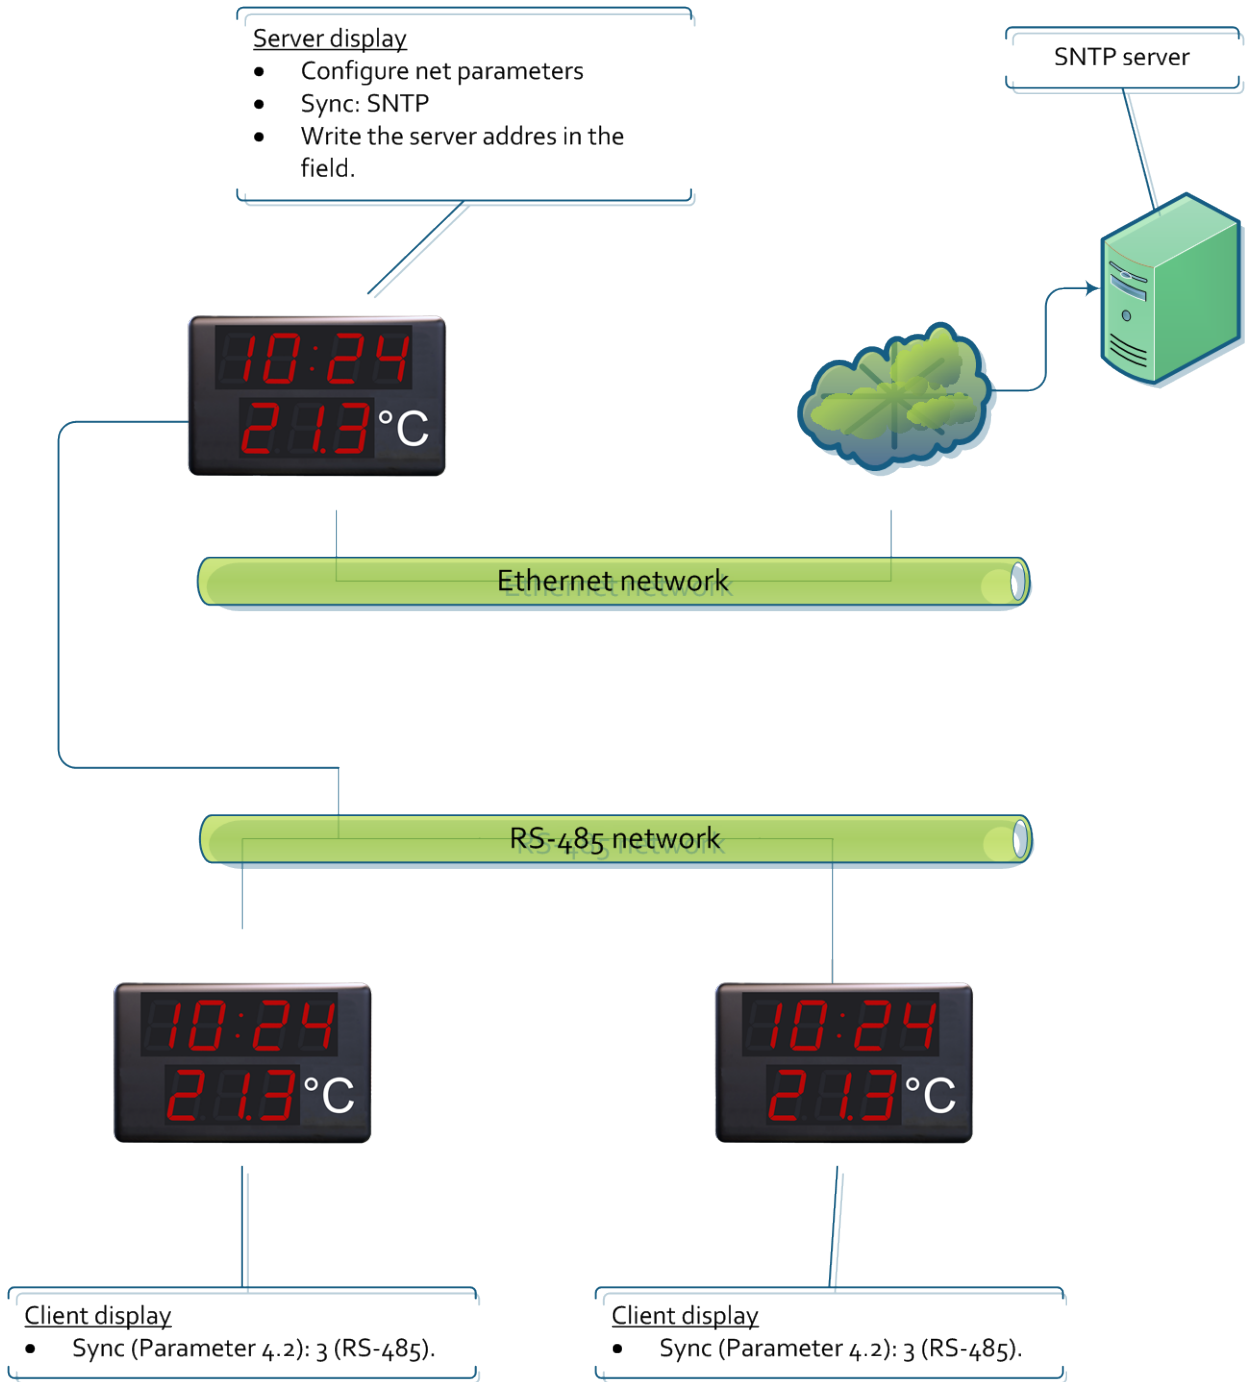 Server display
• Configure net parameters
• Sync: SNTP
• Write the server addres in the
field.
SNTP server
10:24
21.3 °C
Ethernet network
RS-485 network
10:24
21.3 °C
10:24
21.3 °C
Client display
• Sync (Parameter 4.2): 3 (RS-485).
Client display
• Sync (Parameter 4.2): 3 (RS-485).